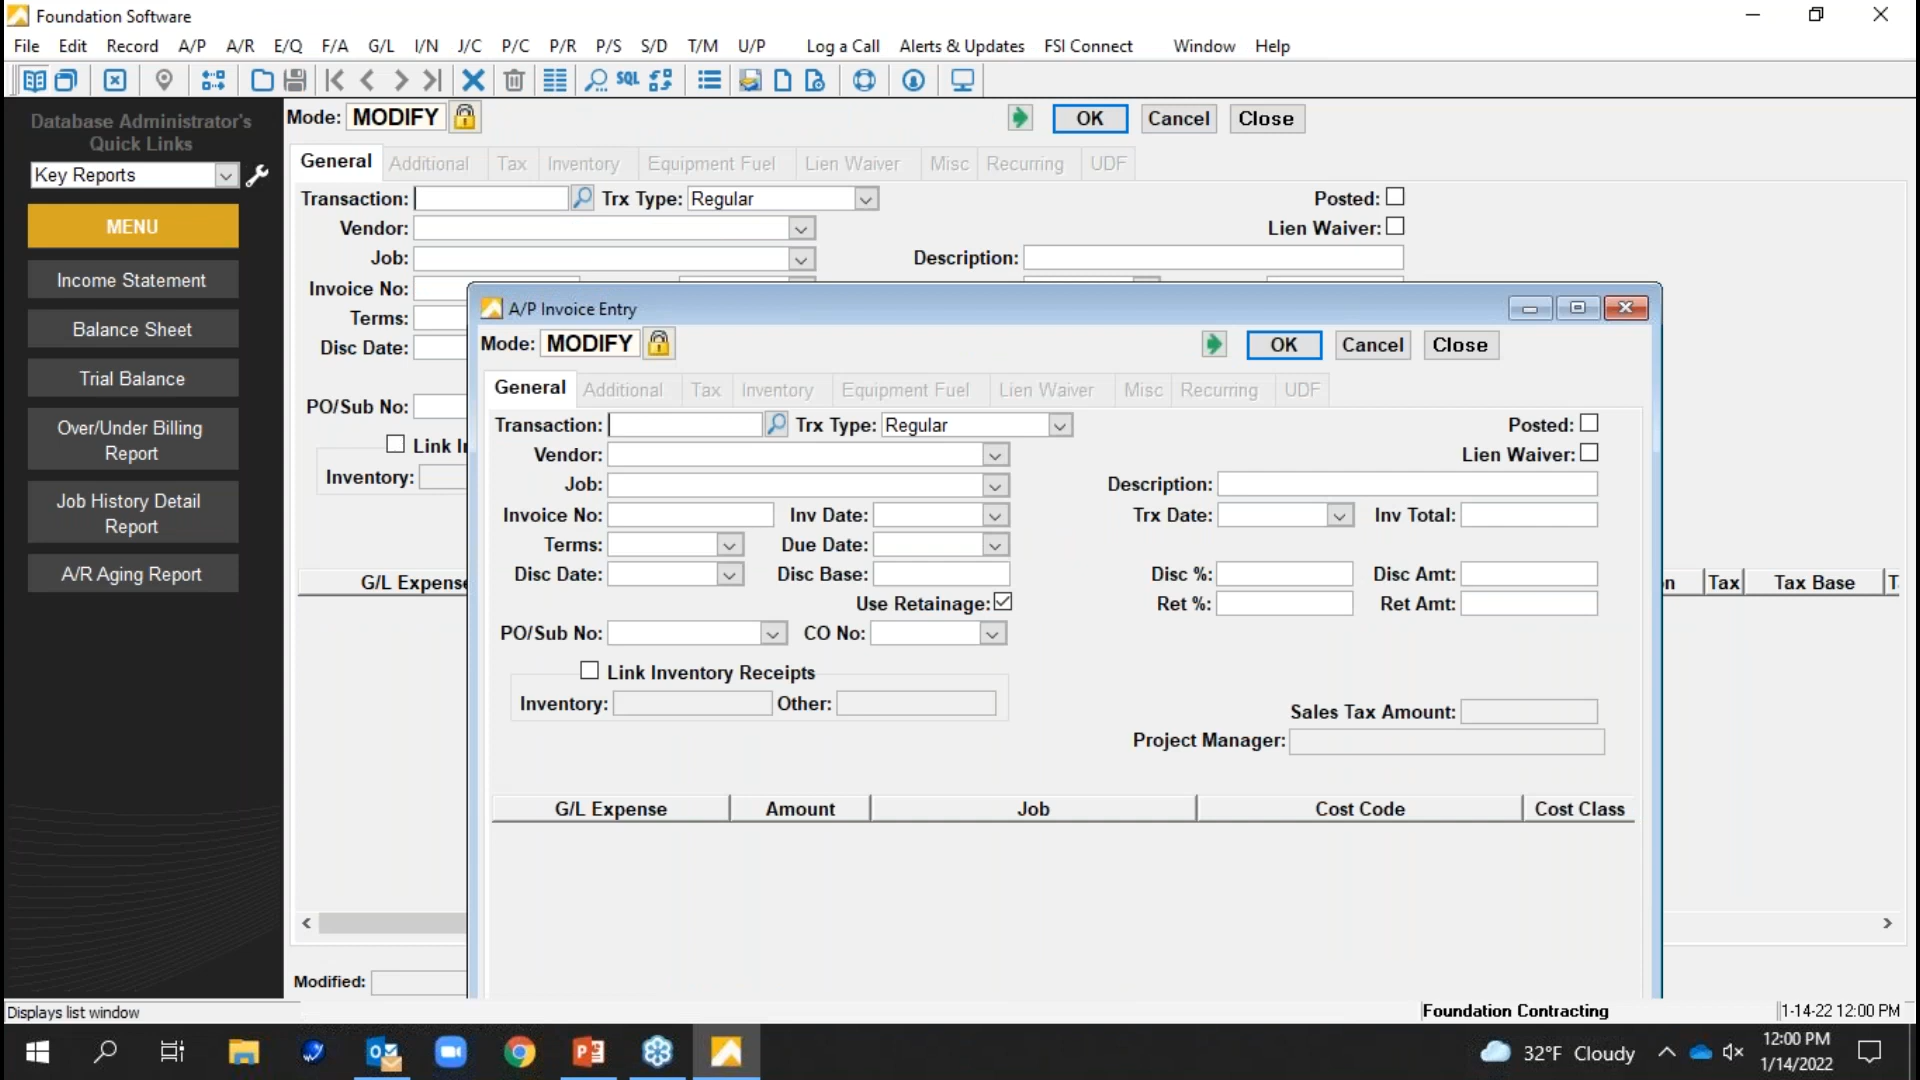 Foundation Software
File Edit Record A/P A/R E/Q F/A G/L I/N J/C P/C P/R P/S S/D T/M U/P Log a Call Alerts & Updates FSI Connect Window Help
SQL
Database Administrator's
Quick Links
Key Reports
MENU
Income Statement
Balance Sheet
Trial Balance
Over/Under Billing
Report
Job History Detail
Report
A/R Aging Report
Mode: MODIFY OK Cancel Close
General Additional Tax Inventory Equipment Fuel Lien Waiver Misc Recurring UDF
Transaction: Trx Type: Regular Posted:
Vendor: Lien Waiver:
Job: Description:
Invoice No:
Terms:
Disc Date:
PO/Sub No:
Link I
Inventory:
G/L Expense Tax Tax Base T
Modified:
A/P Invoice Entry
Mode: MODIFY OK Cancel Close
General Additional Tax Inventory Equipment Fuel Lien Waiver Misc Recurring UDF
Transaction: Trx Type: Regular Posted:
Vendor: Lien Waiver:
Job: Description:
Invoice No: Inv Date: Trx Date: Inv Total:
Terms: Due Date:
Disc Date: Disc Base: Disc %: Disc Amt:
Use Retainage: Ret %: Ret Amt:
PO/Sub No: CO No:
Link Inventory Receipts
Inventory: Other:
Sales Tax Amount:
Project Manager:
G/L Expense Amount Job Cost Code Cost Class
Displays list window Foundation Contracting 1-14-22 12:00 PM
32°F Cloudy 12:00 PM
1/14/2022